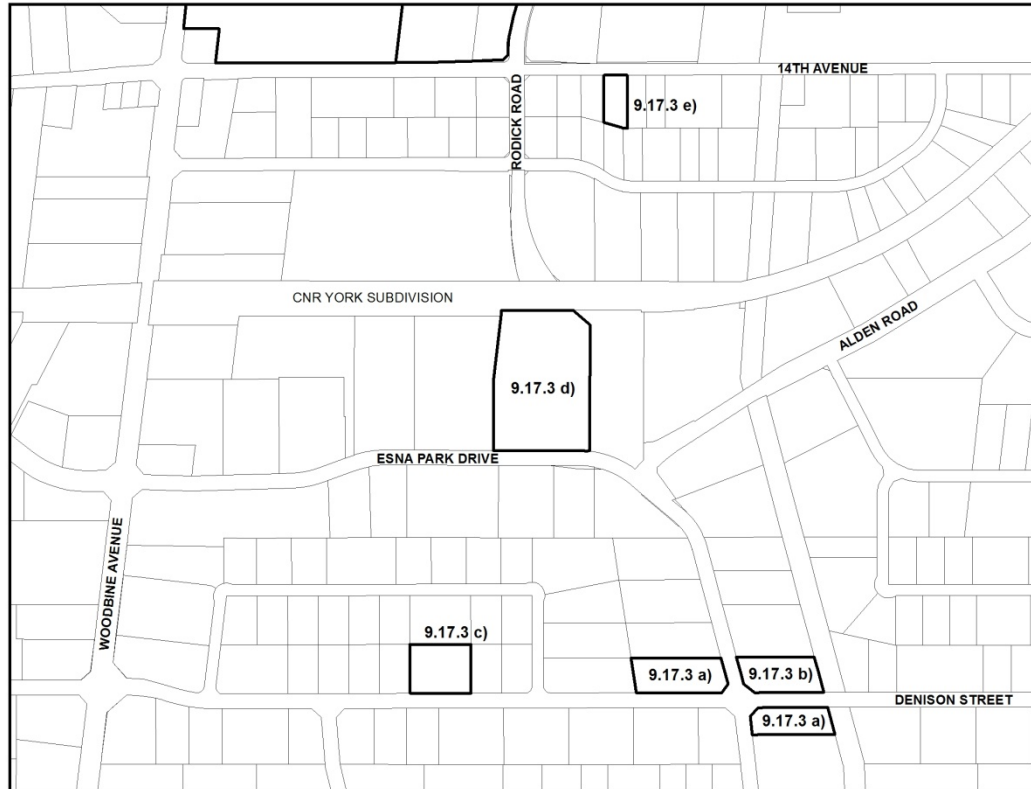 14TH AVENUE
RODICK ROAD
9.17.3 e)
CNR YORK SUBDIVISION
ALDEN ROAD
9.17.3 d)
ESNA PARK DRIVE
WOODBINE AVENUE
9.17.3 c)
9.17.3 a)
9.17.3 b)
DENISON STREET
9.17.3 a)